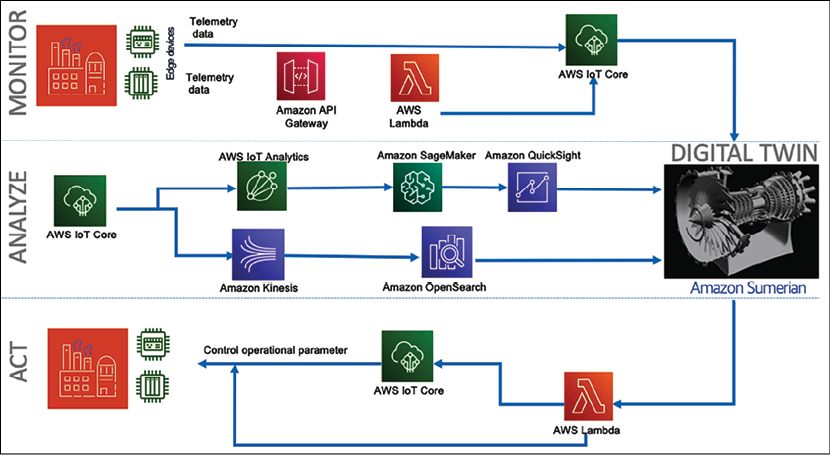 MONITOR
Telemetry
data
Edge devices
Telemetry
data
Amazon API
Gateway
AWS
Lambda
AWS IoT Core
DIGITAL TWIN
ANALYZE
AWS IoT Core
AWS IoT Analytics
Amazon SageMaker
Amazon QuickSight
Amazon Kinesis
Amazon OpenSearch
Amazon Sumerian
ACT
Control operational parameter
AWS IoT Core
AWS Lambda